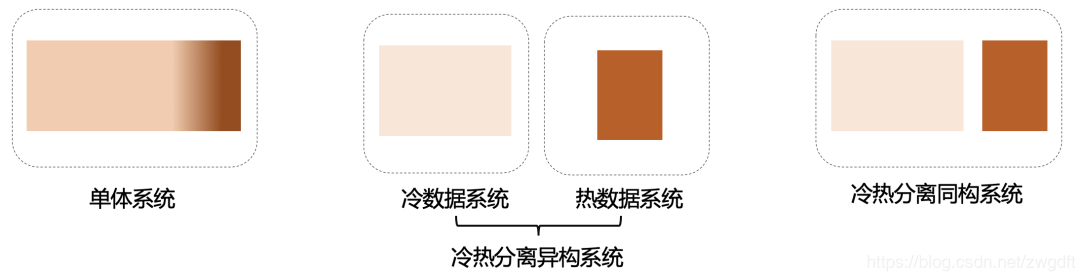 单体系统
冷数据系统
热数据系统
冷热分离同构系统
冷热分离异构系统
https://blog.csdn.net/zwgdft